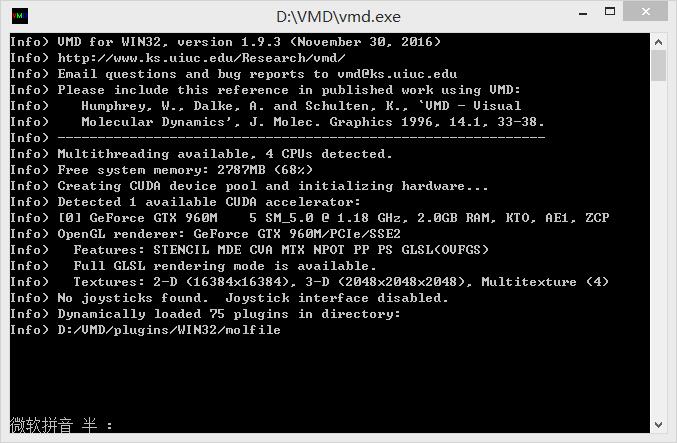 D:\VMD\vmd.exe
Info) VMD for WIN32, version 1.9.3 (November 30, 2016)
Info) http://www.ks.uiuc.edu/Research/vmd/
Info) Email questions and bug reports to vmd@ks.uiuc.edu
Info) Please include this reference in published work using VMD:
Info)    Humphrey, W., Dalke, A. and Schulten, K., `VMD - Visual
Info)    Molecular Dynamics', J. Molec. Graphics 1996, 14.1, 33-38.
Info) -------------------------------------------------------------
Info) Multithreading available, 4 CPUs detected.
Info) Free system memory: 2787MB (68%)
Info) Creating CUDA device pool and initializing hardware...
Info) Detected 1 available CUDA accelerator:
Info) [0] GeForce GTX 960M    5 SM_5.0 @ 1.18 GHz, 2.0GB RAM, KTO, AE1, ZCP
Info) OpenGL renderer: GeForce GTX 960M/PCIe/SSE2
Info)   Features: STENCIL MDE CVA MTX NPOT PP PS GLSL(OVFGS)
Info)   Full GLSL rendering mode is available.
Info)   Textures: 2-D (16384x16384), 3-D (2048x2048x2048), Multitexture (4)
Info) No joysticks found.  Joystick interface disabled.
Info) Dynamically loaded 75 plugins in directory:
Info) D:/VMD/plugins/WIN32/molfile
微软拼音 半 :